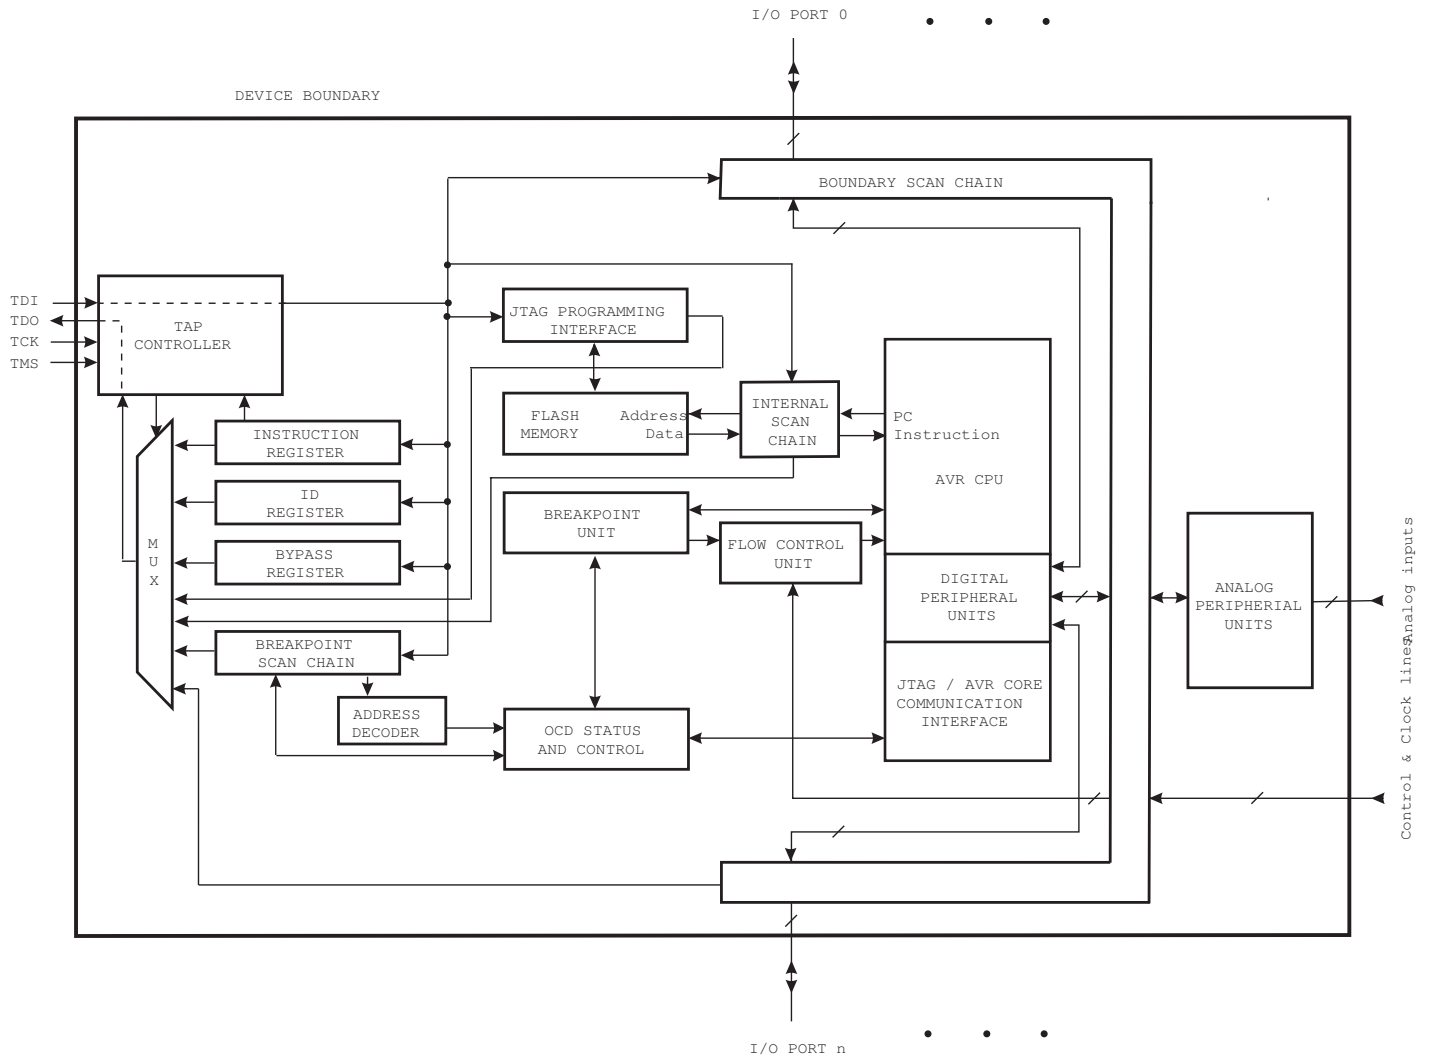 I/O PORT 0
DEVICE BOUNDARY
BOUNDARY SCAN CHAIN
TDI
TDO
TCK
TMS
TAP
CONTROLLER
JTAG PROGRAMMING
INTERFACE
FLASH
MEMORY
Address
Data
INTERNAL
SCAN
CHAIN
PC
Instruction
AVR CPU
INSTRUCTION
REGISTER
ID
REGISTER
BYPASS
REGISTER
M
U
X
BREAKPOINT
UNIT
FLOW CONTROL
UNIT
DIGITAL
PERIPHERAL
UNITS
ANALOG
PERIPHERIAL
UNITS
Analog inputs
BREAKPOINT
SCAN CHAIN
ADDRESS
DECODER
OCD STATUS
AND CONTROL
JTAG / AVR CORE
COMMUNICATION
INTERFACE
Control & Clock lines
I/O PORT n